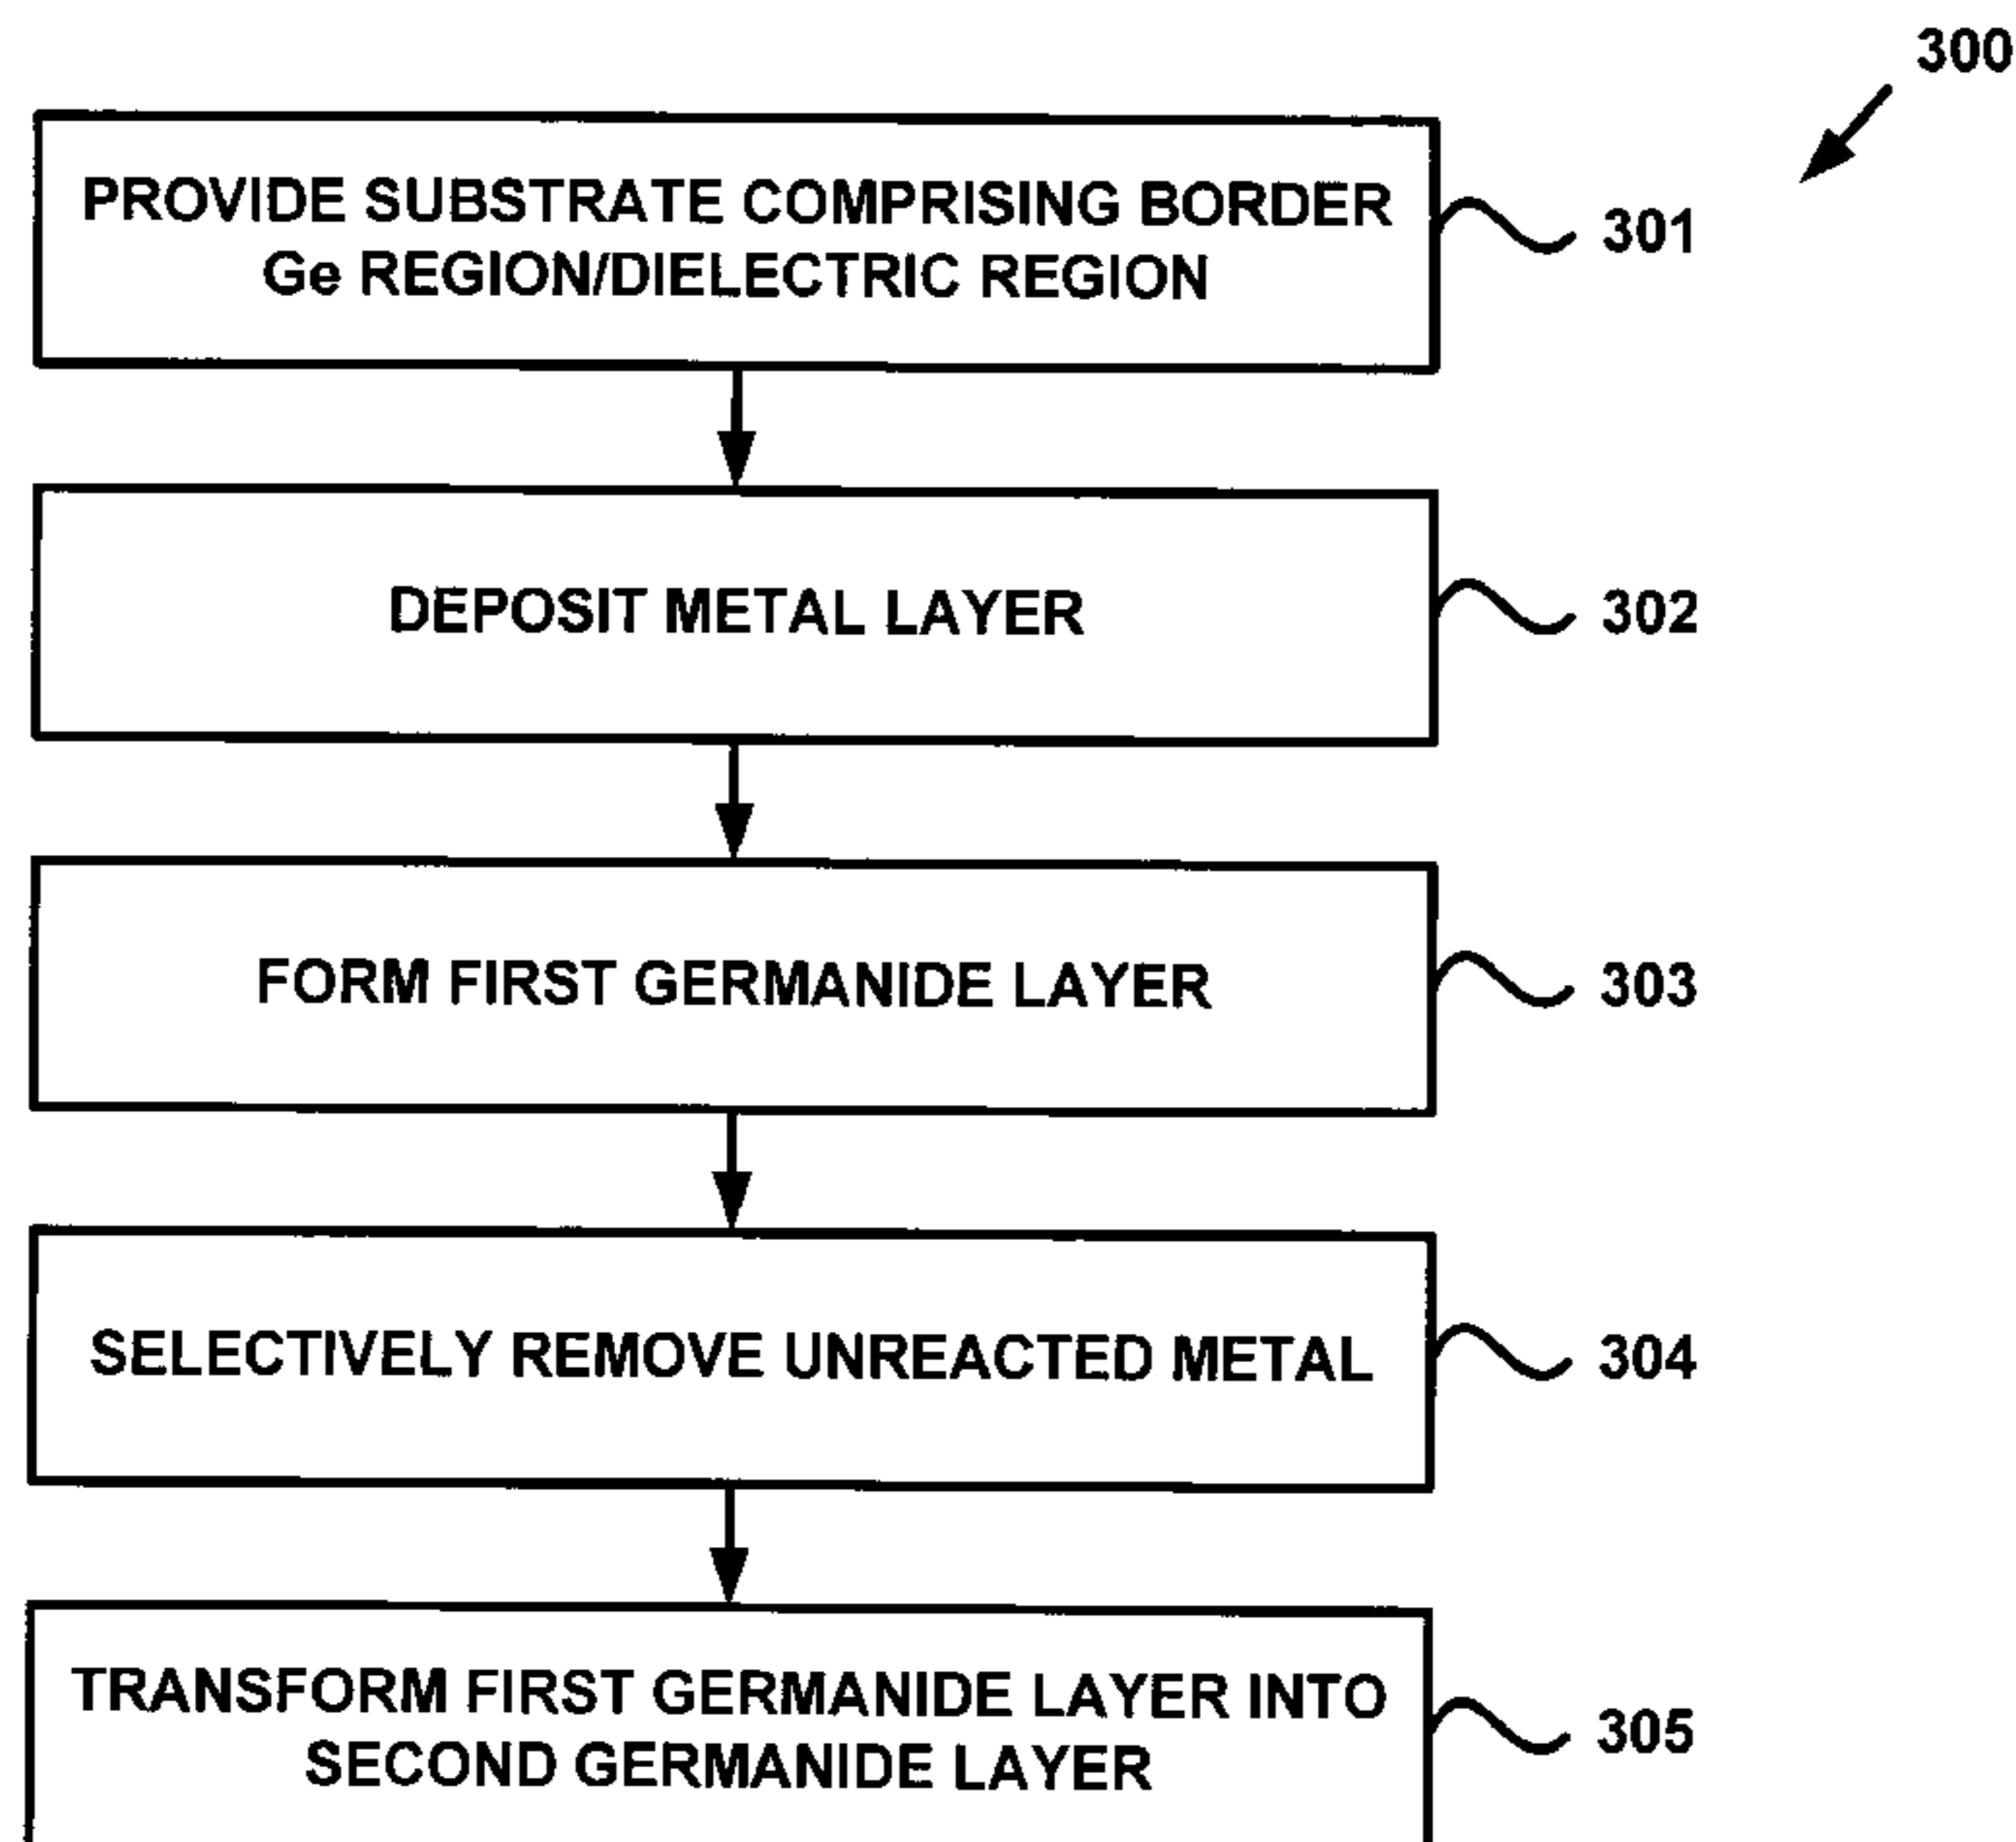 300
PROVIDE SUBSTRATE COMPRISING BORDER
Ge REGION/DIELECTRIC REGION
301
DEPOSIT METAL LAYER
302
FORM FIRST GERMANIDE LAYER
303
SELECTIVELY REMOVE UNREACTED METAL
304
TRANSFORM FIRST GERMANIDE LAYER INTO
SECOND GERMANIDE LAYER
305